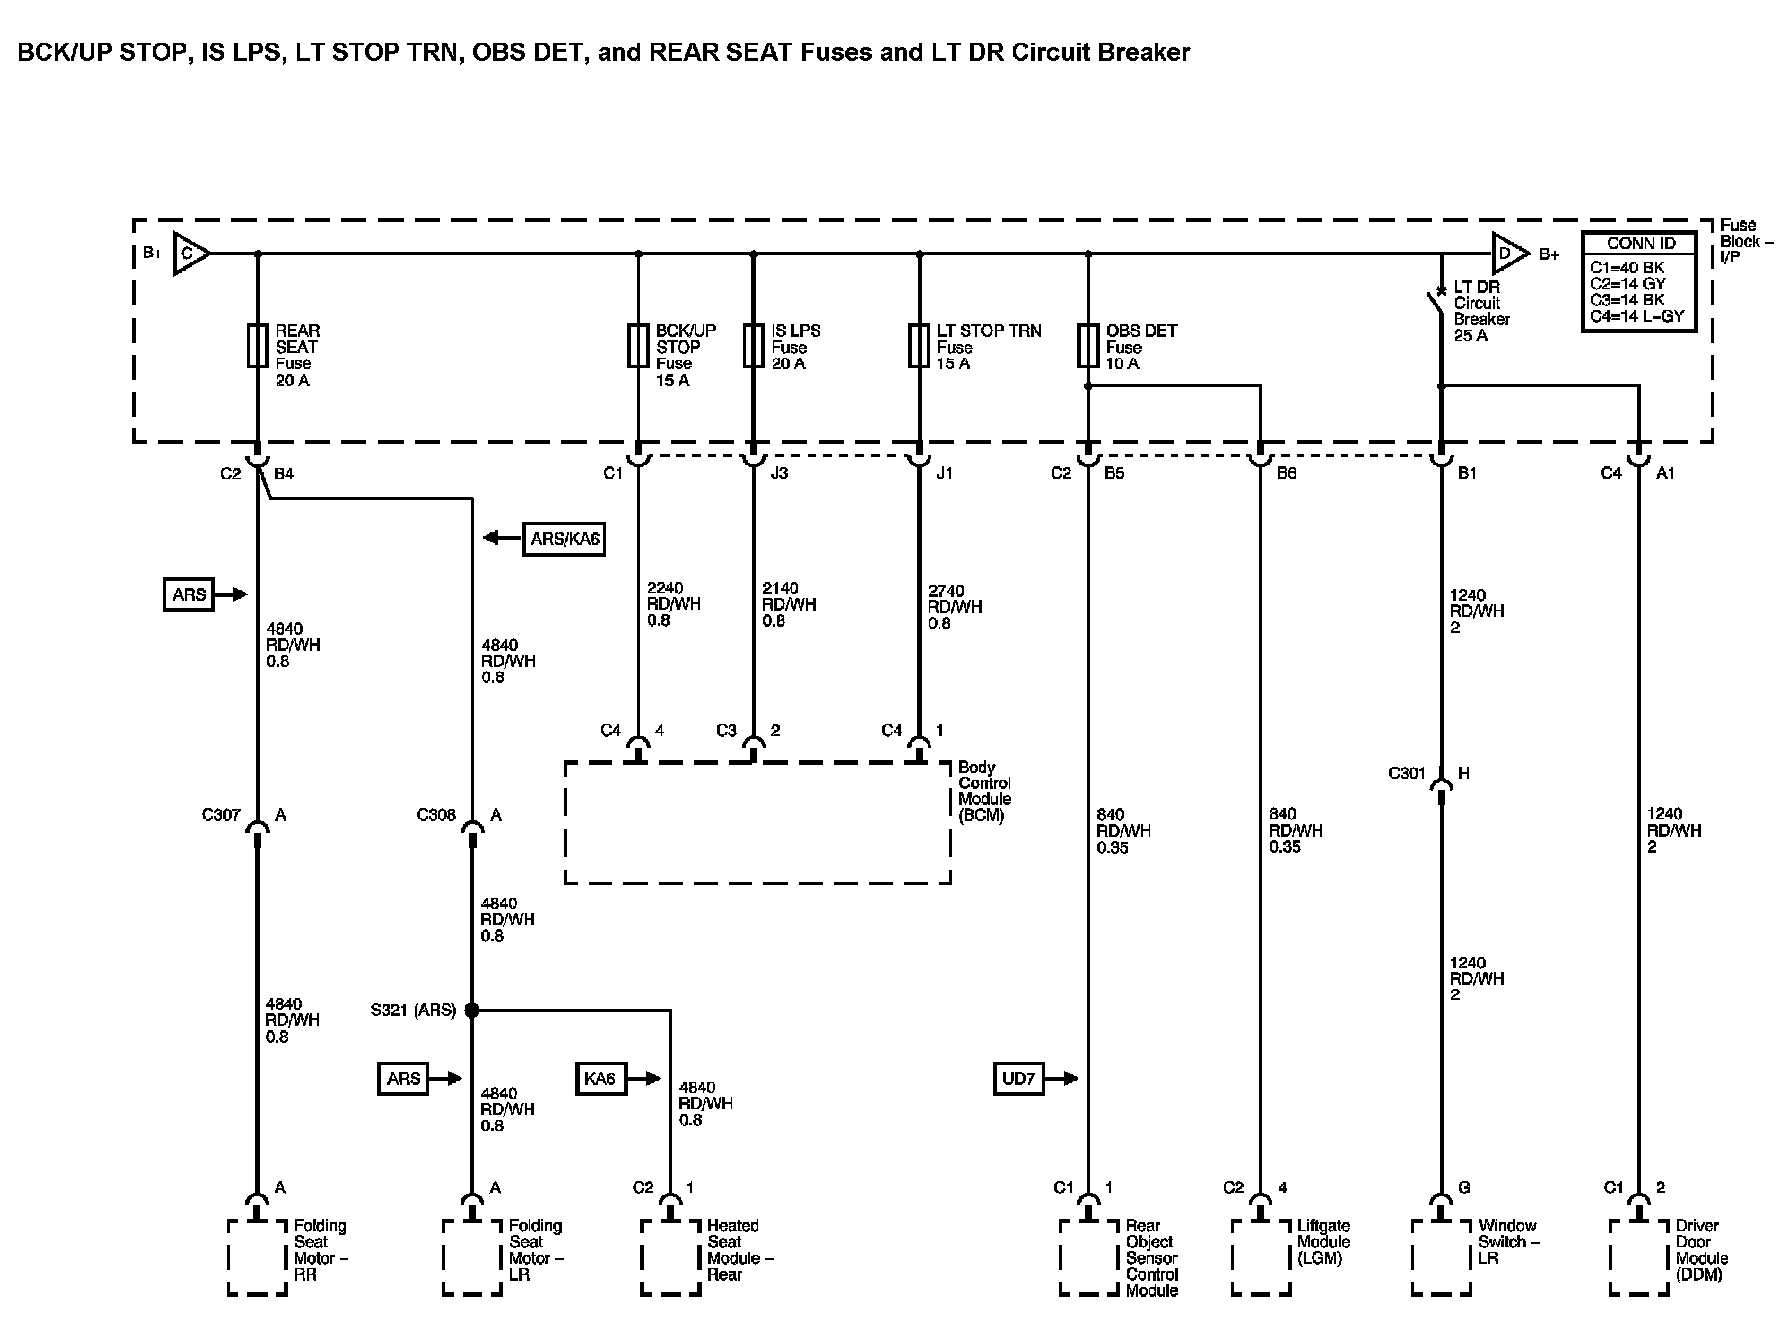 BCK/UP STOP, IS LPS, LT STOP TRN, OBS DET, and REAR SEAT Fuses and LT DR Circuit Breaker
Fuse
Block –
I/P
B+
C
D
B+
CONN ID
C1=40 BK
C2=14 GY
C3=14 BK
C4=14 L–GY
REAR
SEAT
Fuse
20 A
BCK/UP
STOP
Fuse
15 A
IS LPS
Fuse
20 A
LT STOP TRN
Fuse
15 A
OBS DET
Fuse
10 A
LT DR
Circuit
Breaker
25 A
C2 B4
C1
J3
J1
C2 B5
B6
B1
C4 A1
ARS/KA6
ARS
4840
RD/WH
0.8
4840
RD/WH
0.8
2240
RD/WH
0.8
2140
RD/WH
0.8
2740
RD/WH
0.8
1240
RD/WH
2
C4 4
C3 2
C4 1
Body
Control
Module
(BCM)
C301 H
C307 A
C308 A
840
RD/WH
0.35
840
RD/WH
0.35
1240
RD/WH
2
4840
RD/WH
0.8
1240
RD/WH
2
4840
RD/WH
0.8
S321 (ARS)
ARS
KA6
UD7
4840
RD/WH
0.8
4840
RD/WH
0.8
A
A
C2 1
C1 1
C2 4
G
C1 2
Folding
Seat
Motor –
RR
Folding
Seat
Motor –
LR
Heated
Seat
Module –
Rear
Rear
Object
Sensor
Control
Module
Liftgate
Module
(LGM)
Window
Switch –
LR
Driver
Door
Module
(DDM)